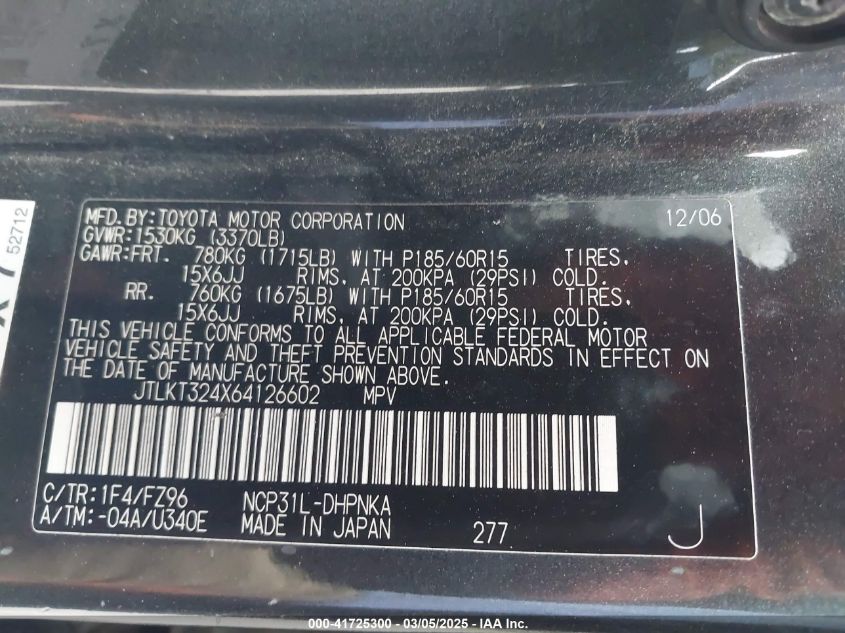 X7
52712
MFD.BY:TOYOTA MOTOR CORPORATION 12/06
GVWR:1530KG (3370LB)
GAWR:FRT. 780KG (1715LB) WITH P185/60R15 TIRES,
15X6JJ RIMS, AT 200KPA (29PSI) COLD.
RR. 760KG (1675LB) WITH P185/60R15 TIRES,
15X6JJ RIMS, AT 200KPA (29PSI) COLD.
THIS VEHICLE CONFORMS TO ALL APPLICABLE FEDERAL MOTOR
VEHICLE SAFETY AND THEFT PREVENTION STANDARDS IN EFFECT ON
THE DATE OF MANUFACTURE SHOWN ABOVE.
JTLKT324X64126602 MPV
C/TR:1F4/FZ96 NCP31L-DHPNKA
A/TM:-04A/U340E MADE IN JAPAN 277 J
000-41725300 - 03/05/2025 - IAA Inc.